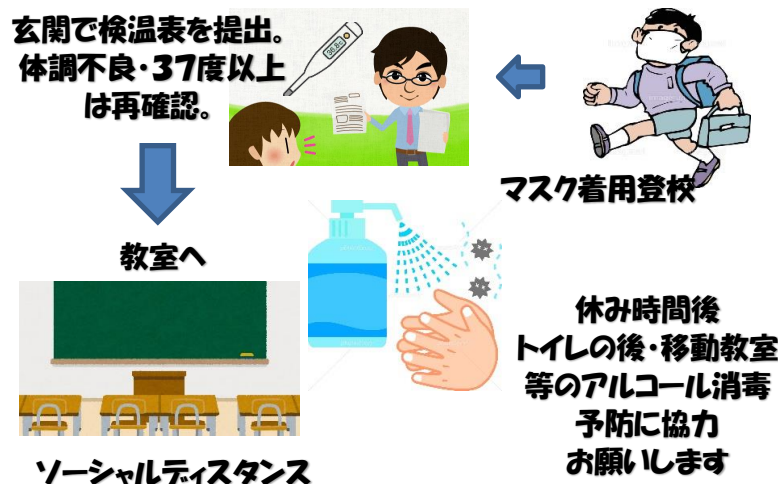 マスク着用登校
玄関で検温表を提出。
体調不良・37度以上
は再確認。
36.8
教室へ
ソーシャルディスタンス
休み時間後
トイレの後・移動教室
等のアルコール消毒
予防に協力
お願いします